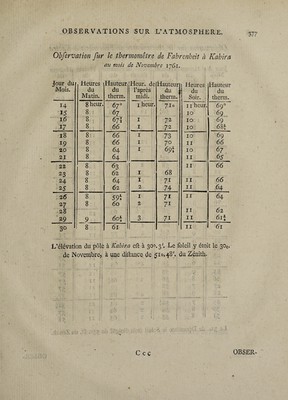 OBSERVATIONS SUR L'ATMOSPHERE. 377
Observation sur le thermomètre de Fahrenheit à Kahira
au mois de Novembre 1761.
Jour du Mois. | Heures du Matin. | Hauteur du therm. | Heur. de l'après midi. | Hauteur du therm. | Heures du Soir. | Hauteur du therm.
14 | 8 heur. | 67° | 1 heur. | 71° | 11 heur. | 69°
15 | 8 | 67 | | | 10 | 69
16 | 8 | 67½ | 1 | 72 | 10 | 69
17 | 8 | 66 | 1 | 72 | 10 | 68½
18 | 8 | 66 | 1 | 73 | 10 | 69
19 | 8 | 66 | 1 | 70 | 11 | 66
20 | 8 | 64 | 1 | 69½ | 10 | 67
21 | 8 | 64 | | | 11 | 65
22 | 8 | 63 | | | 11 | 66
23 | 8 | 62 | 1 | 68
24 | 8 | 64 | 1 | 71 | 11 | 66
25 | 8 | 62 | 2 | 74 | 11 | 64
26 | 8 | 59½ | 1 | 71 | 11 | 64
27 | 8 | 60 | 2 | 71
28 | | | | | 11 | 62
29 | 9 | 60½ | 3 | 71 | 11 | 61½
30 | 8 | 61 | | | 11 | 61
L'élévation du pôle à Kahira est à 30°. 3'. Le soleil y étoit le 30.
de Novembre, à une distance de 51°. 48'. du Zénith.
Ccc OBSER-